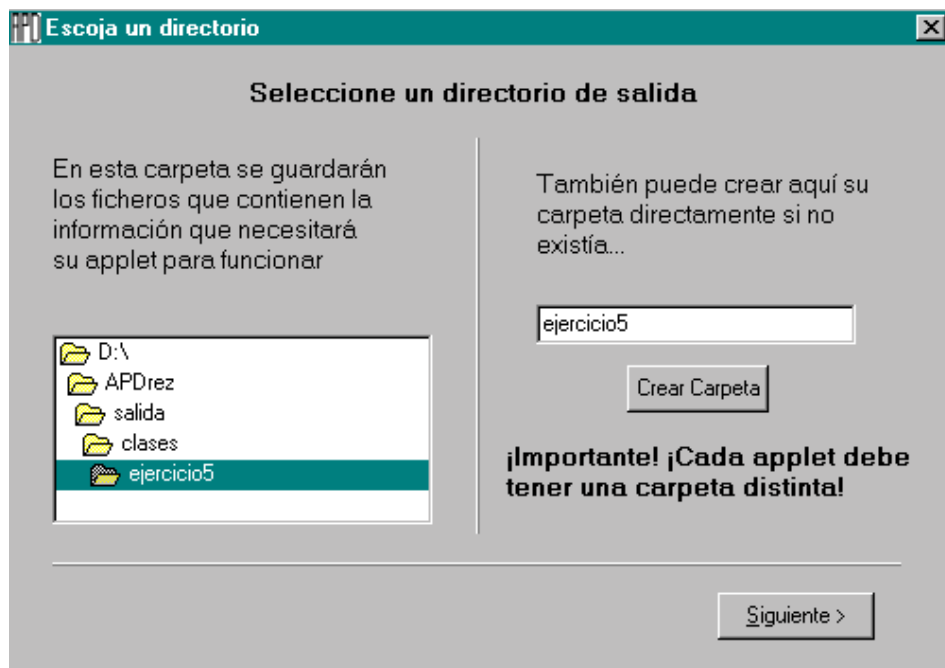 Escoja un directorio
Seleccione un directorio de salida
En esta carpeta se guardarán
los ficheros que contienen la
información que necesitará
su applet para funcionar
D:\
APDrez
salida
clases
ejercicio5
También puede crear aquí su
carpeta directamente si no
existía...
ejercicio5
Crear Carpeta
¡Importante! ¡Cada applet debe
tener una carpeta distinta!
Siguiente >